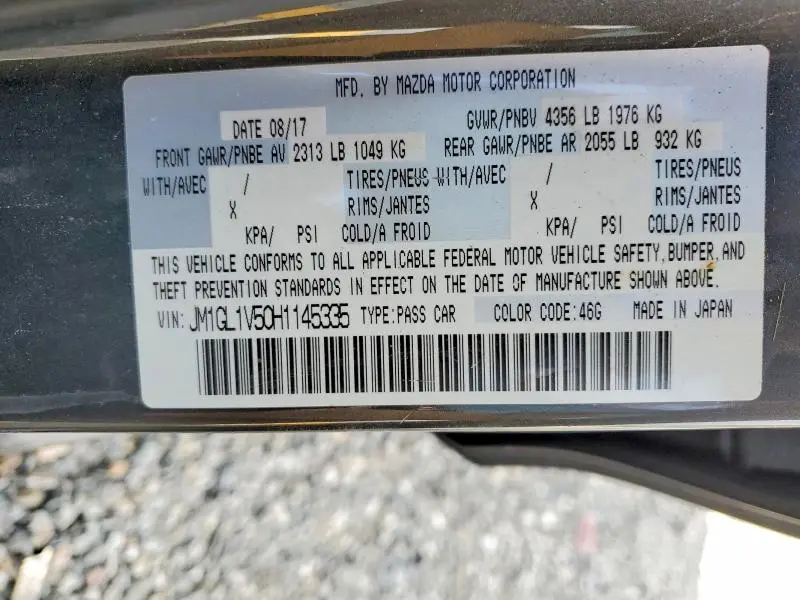 MFD. BY MAZDA MOTOR CORPORATION
DATE 08/17 GVWR/PNBV 4356 LB 1976 KG
FRONT GAWR/PNBE AV 2313 LB 1049 KG REAR GAWR/PNBE AR 2055 LB 932 KG
WITH/AVEC / TIRES/PNEUS WITH/AVEC / TIRES/PNEUS
X RIMS/JANTES X RIMS/JANTES
KPA/ PSI COLD/A FROID KPA/ PSI COLD/A FROID
THIS VEHICLE CONFORMS TO ALL APPLICABLE FEDERAL MOTOR VEHICLE SAFETY, BUMPER, AND
THEFT PREVENTION STANDARDS IN EFFECT ON THE DATE OF MANUFACTURE SHOWN ABOVE.
VIN: JM1GL1V50H1145335 TYPE:PASS CAR COLOR CODE:46G MADE IN JAPAN